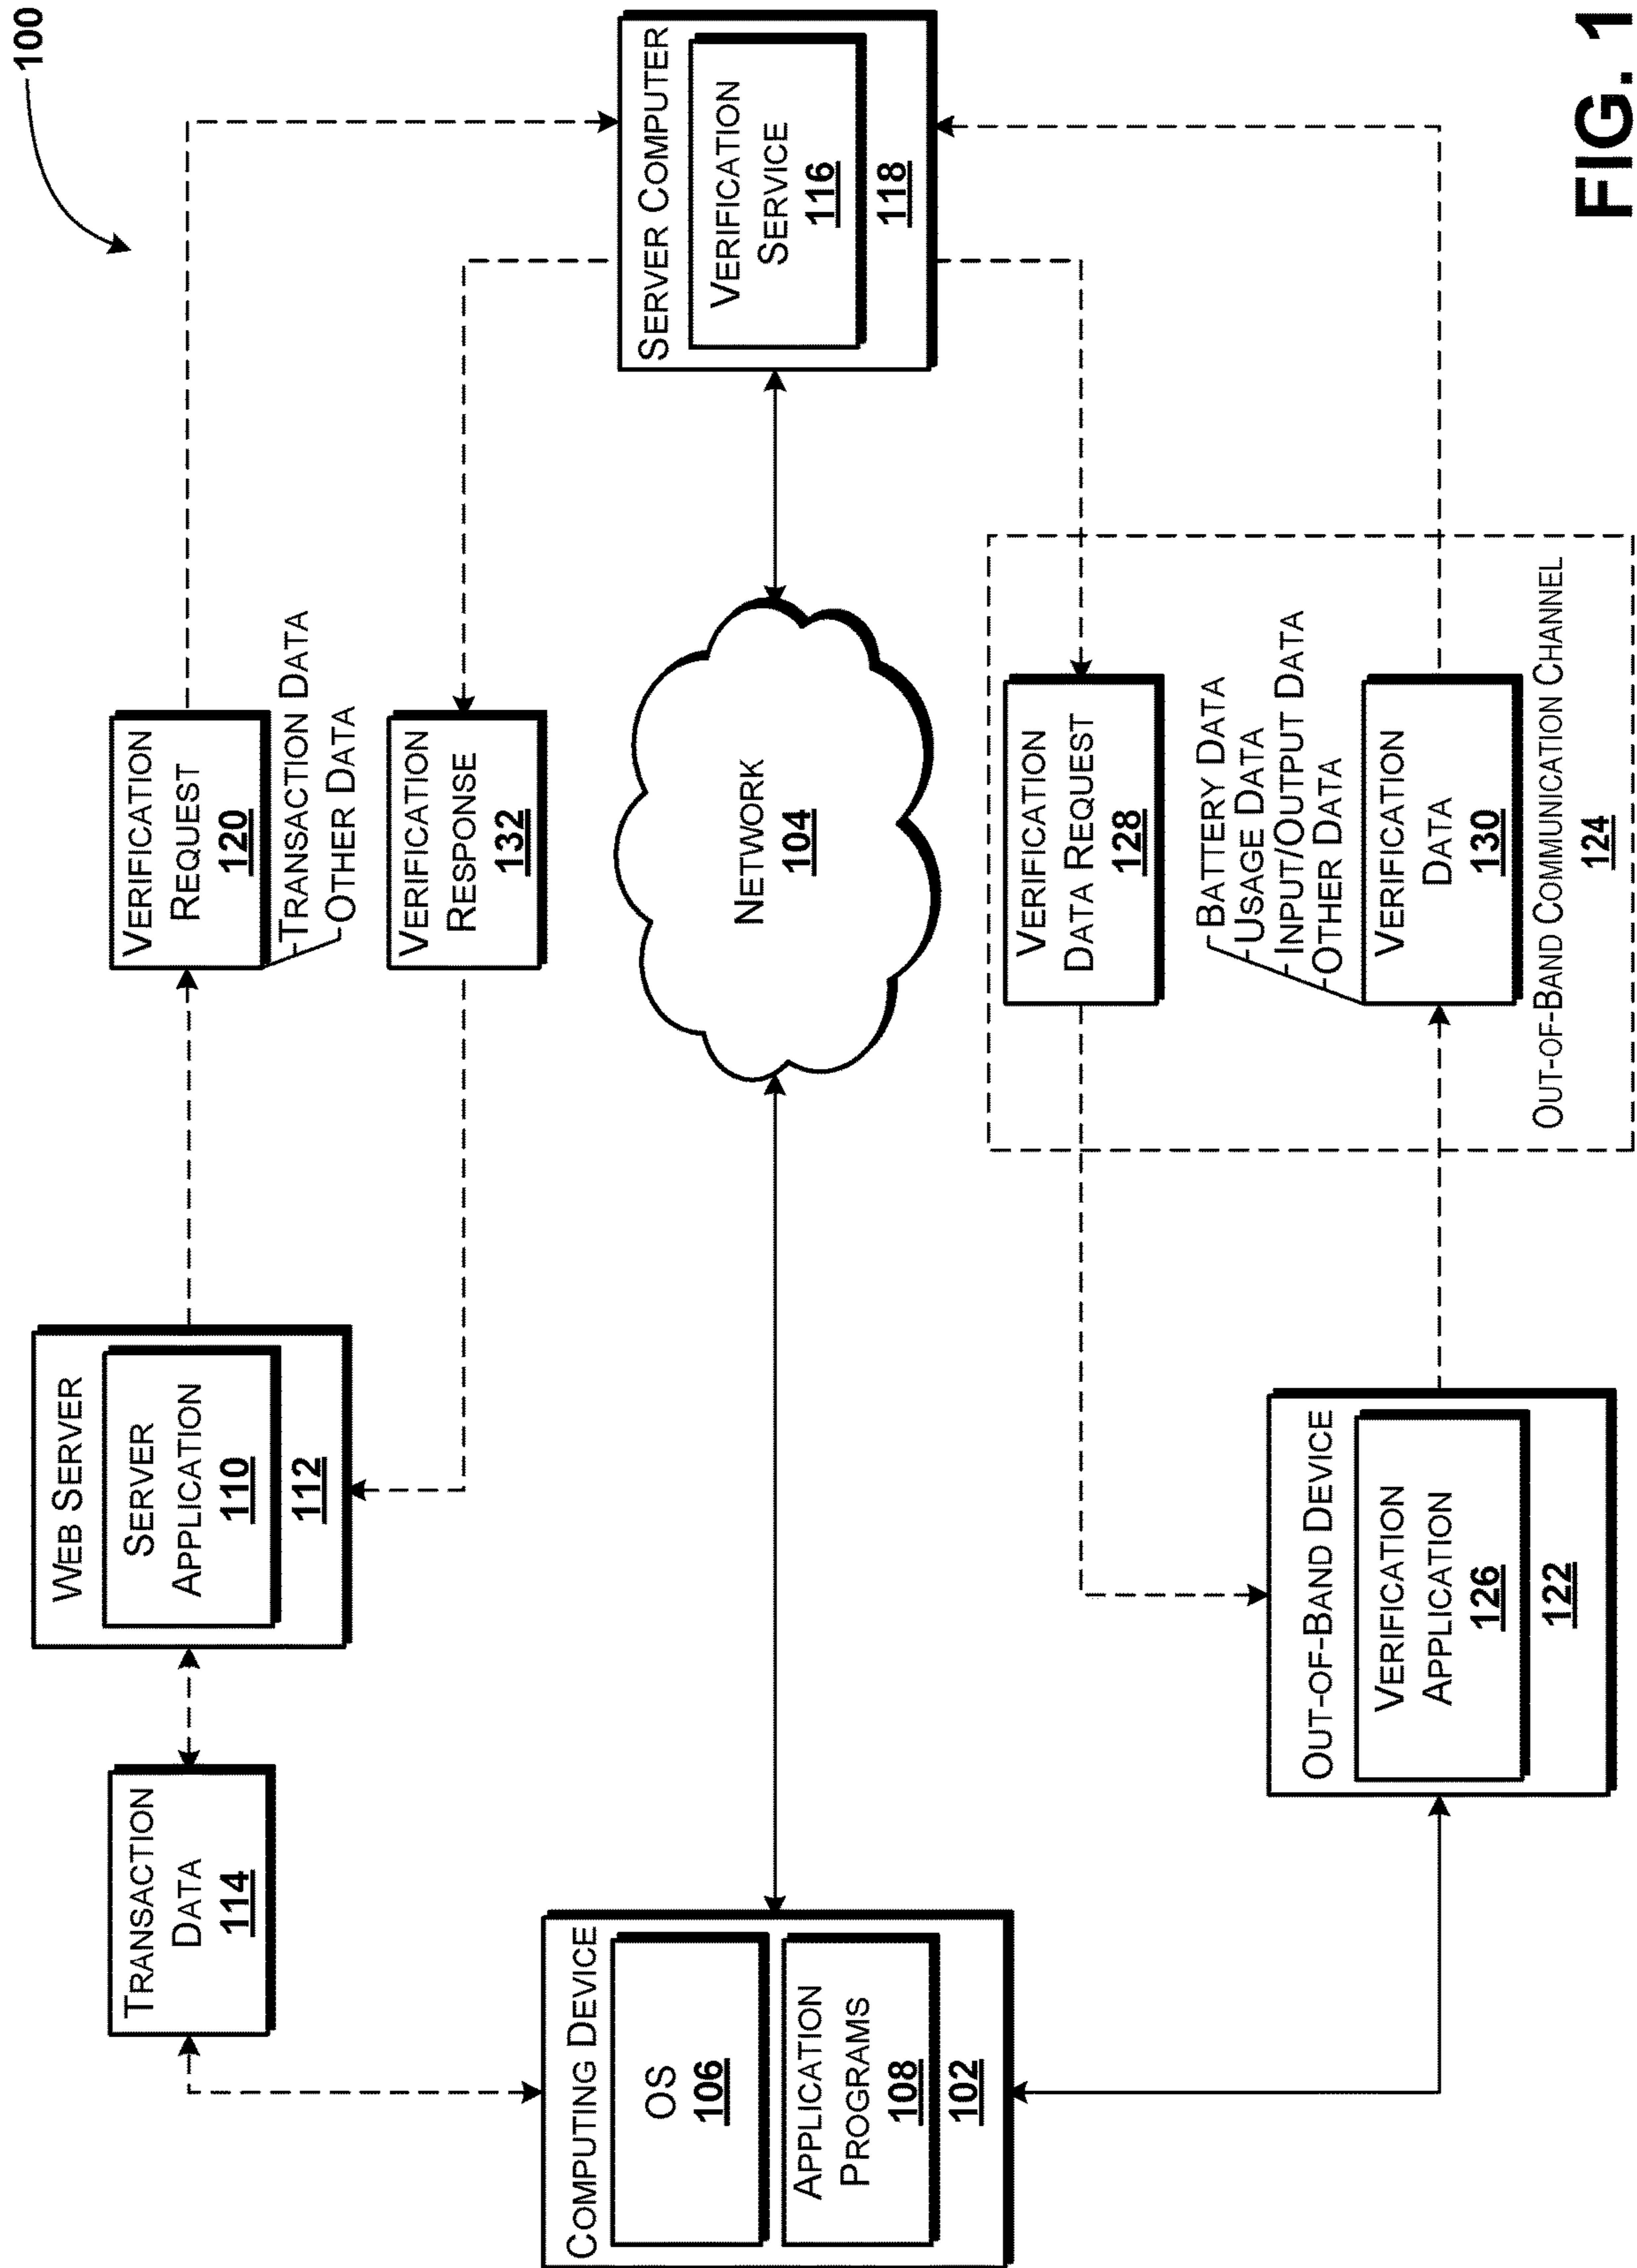 100
TRANSACTION
DATA
114
WEB SERVER
SERVER
APPLICATION
110
112
VERIFICATION
REQUEST
120
TRANSACTION DATA
OTHER DATA
VERIFICATION
RESPONSE
132
COMPUTING DEVICE
OS
106
APPLICATION
PROGRAMS
108
102
NETWORK
104
SERVER COMPUTER
VERIFICATION
SERVICE
116
118
OUT-OF-BAND DEVICE
VERIFICATION
APPLICATION
126
122
VERIFICATION
DATA REQUEST
128
BATTERY DATA
USAGE DATA
INPUT/OUTPUT DATA
OTHER DATA
VERIFICATION
DATA
130
OUT-OF-BAND COMMUNICATION CHANNEL
124
FIG. 1